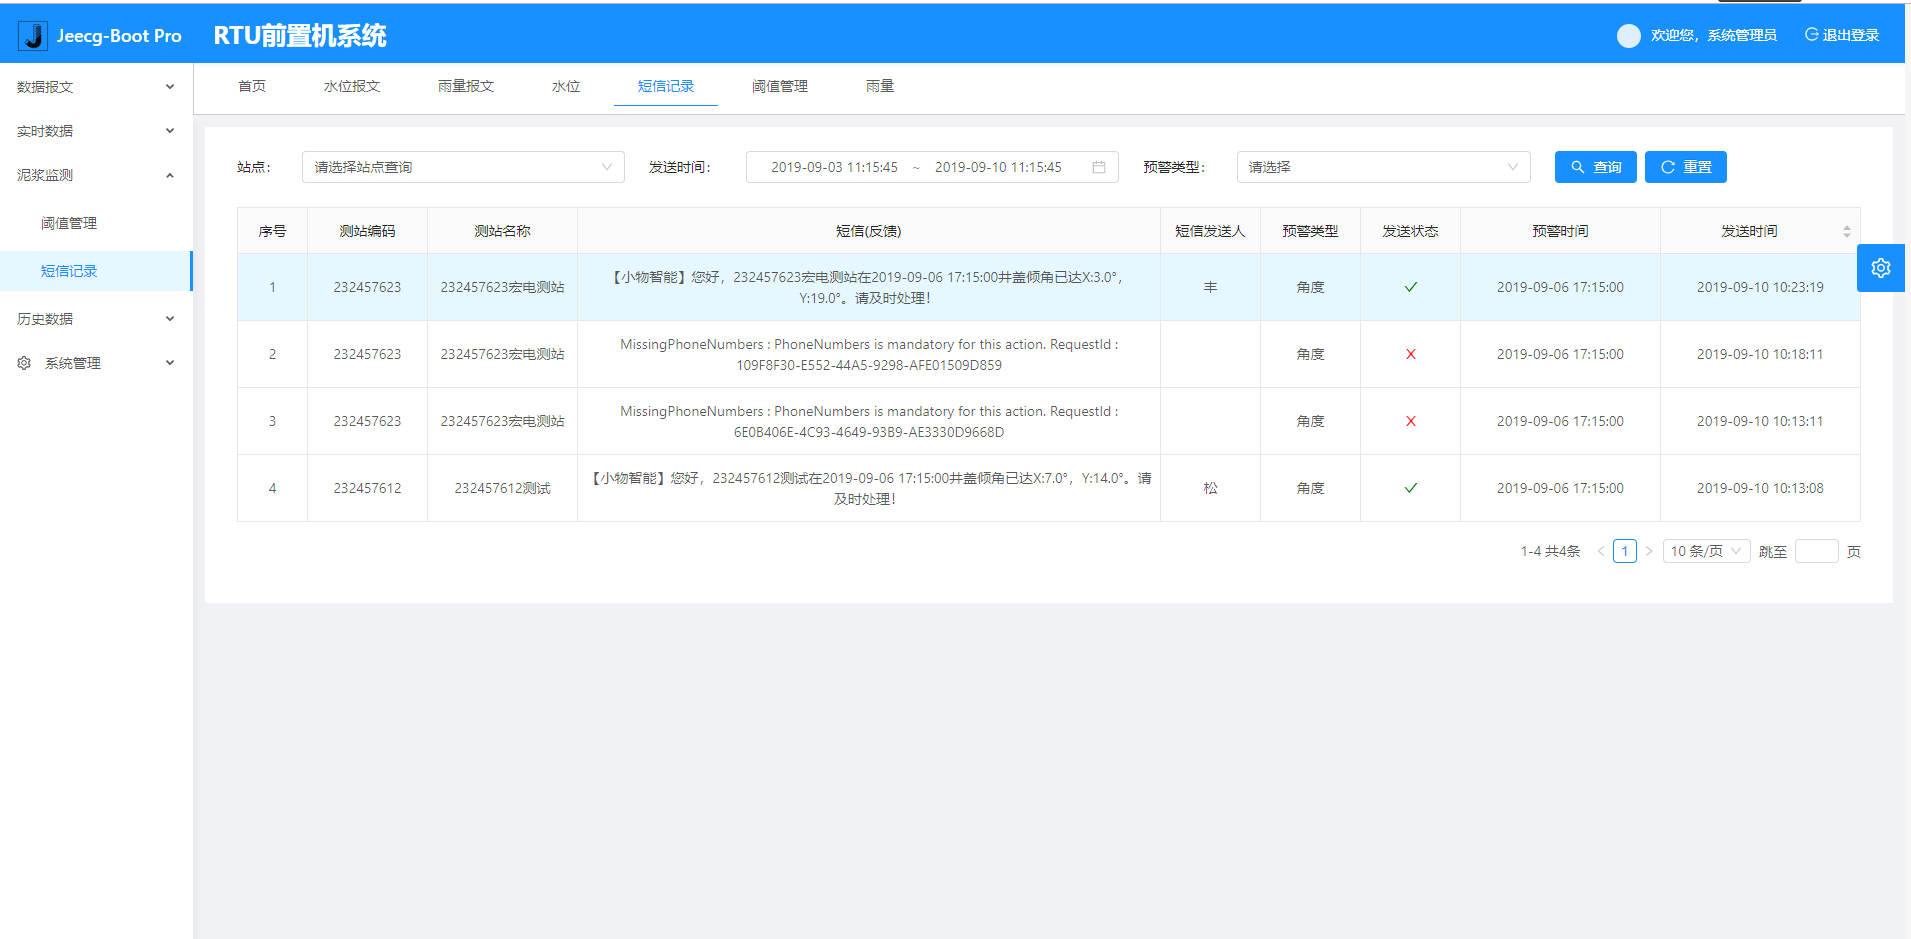 Jeecg-Boot Pro
RTU前置机系统
欢迎您，系统管理员
退出登录
数据报文
实时数据
泥浆监测
阈值管理
短信记录
历史数据
系统管理
首页 水位报文 雨量报文 水位 短信记录 阈值管理 雨量
站点： 请选择站点查询 发送时间： 2019-09-03 11:15:45 ~ 2019-09-10 11:15:45 预警类型： 请选择 查询 重置
序号 测站编码 测站名称 短信(反馈) 短信发送人 预警类型 发送状态 预警时间 发送时间
1 232457623 232457623宏电测站 【小物智能】您好，232457623宏电测站在2019-09-06 17:15:00井盖倾角已达X:3.0°，
Y:19.0°。请及时处理！ 丰 角度 ✓ 2019-09-06 17:15:00 2019-09-10 10:23:19
2 232457623 232457623宏电测站 MissingPhoneNumbers : PhoneNumbers is mandatory for this action. RequestId :
109F8F30-E552-44A5-9298-AFE01509D859 角度 X 2019-09-06 17:15:00 2019-09-10 10:18:11
3 232457623 232457623宏电测站 MissingPhoneNumbers : PhoneNumbers is mandatory for this action. RequestId :
6E0B406E-4C93-4649-93B9-AE3330D9668D 角度 X 2019-09-06 17:15:00 2019-09-10 10:13:11
4 232457612 232457612测试 【小物智能】您好，232457612测试在2019-09-06 17:15:00井盖倾角已达X:7.0°，Y:14.0°。请
及时处理！ 松 角度 ✓ 2019-09-06 17:15:00 2019-09-10 10:13:08
1-4 共4条 < 1 > 10 条/页 跳至 页